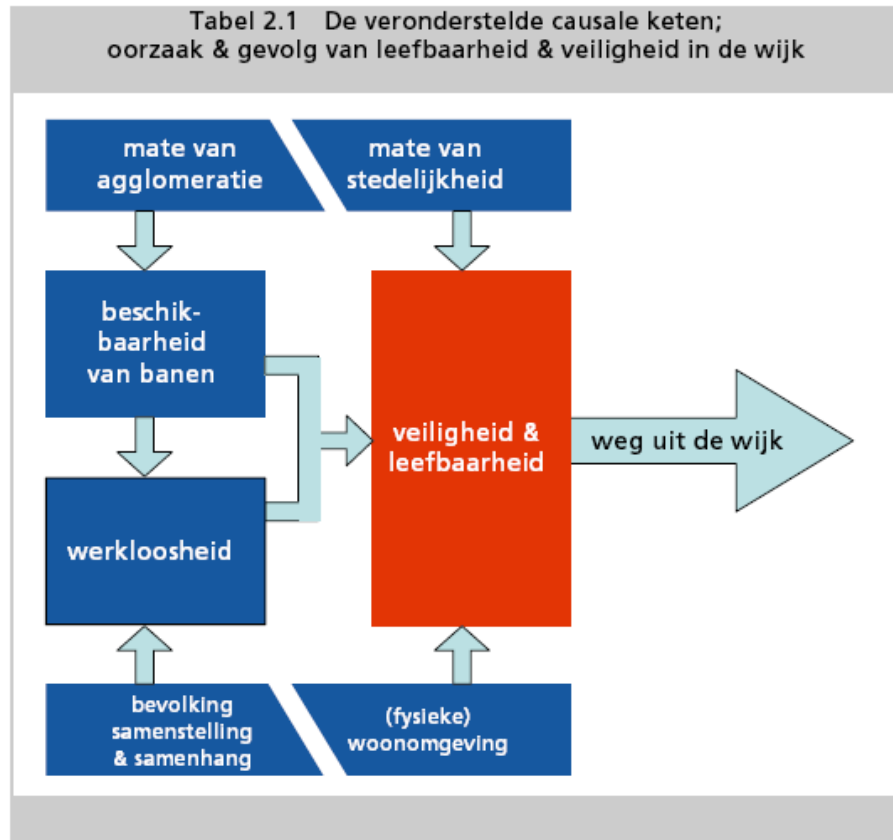 Tabel 2.1 De veronderstelde causale keten;
oorzaak & gevolg van leefbaarheid & veiligheid in de wijk
mate van
agglomeratie
mate van
stedelijkheid
beschik-
baarheid
van banen
veiligheid &
leefbaarheid
weg uit de wijk
werkloosheid
bevolking
samenstelling
& samenhang
(fysieke)
woonomgeving